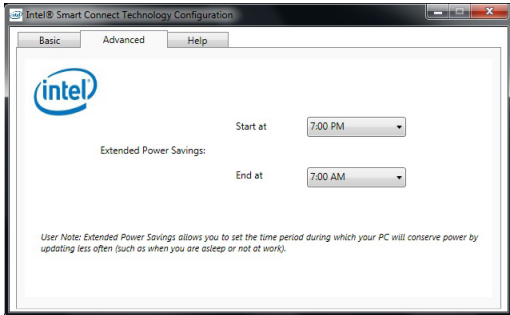 Intel® Smart Connect Technology Configuration
Basic Advanced Help
intel
Start at 7:00 PM
Extended Power Savings:
End at 7:00 AM
User Note: Extended Power Savings allows you to set the time period during which your PC will conserve power by
updating less often (such as when you are asleep or not at work).